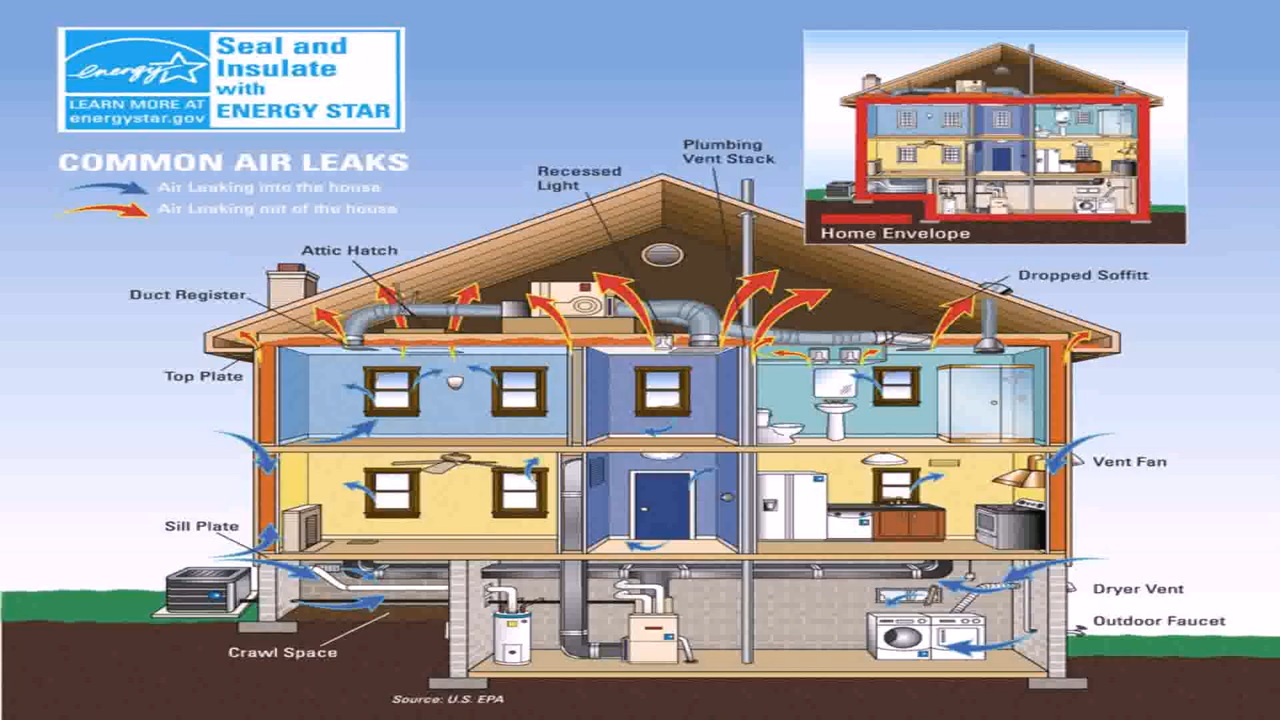 energy
LEARN MORE AT
energystar.gov
Seal and
Insulate
with
ENERGY STAR
COMMON AIR LEAKS
Air Leaking into the house
Air Leaking out of the house
Plumbing
Vent Stack
Recessed
Light
Home Envelope
Attic Hatch
Dropped Soffitt
Duct Register
Top Plate
Vent Fan
Sill Plate
Dryer Vent
Outdoor Faucet
Crawl Space
Source: U.S. EPA